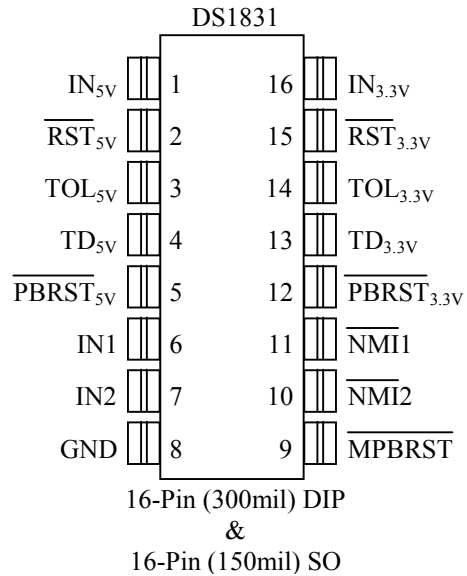 DS1831
IN5V 1 16 IN3.3V
RST5V 2 15 RST3.3V
TOL5V 3 14 TOL3.3V
TD5V 4 13 TD3.3V
PBRST5V 5 12 PBRST3.3V
IN1 6 11 NMI1
IN2 7 10 NMI2
GND 8 9 MPBRST
16-Pin (300mil) DIP
&
16-Pin (150mil) SO